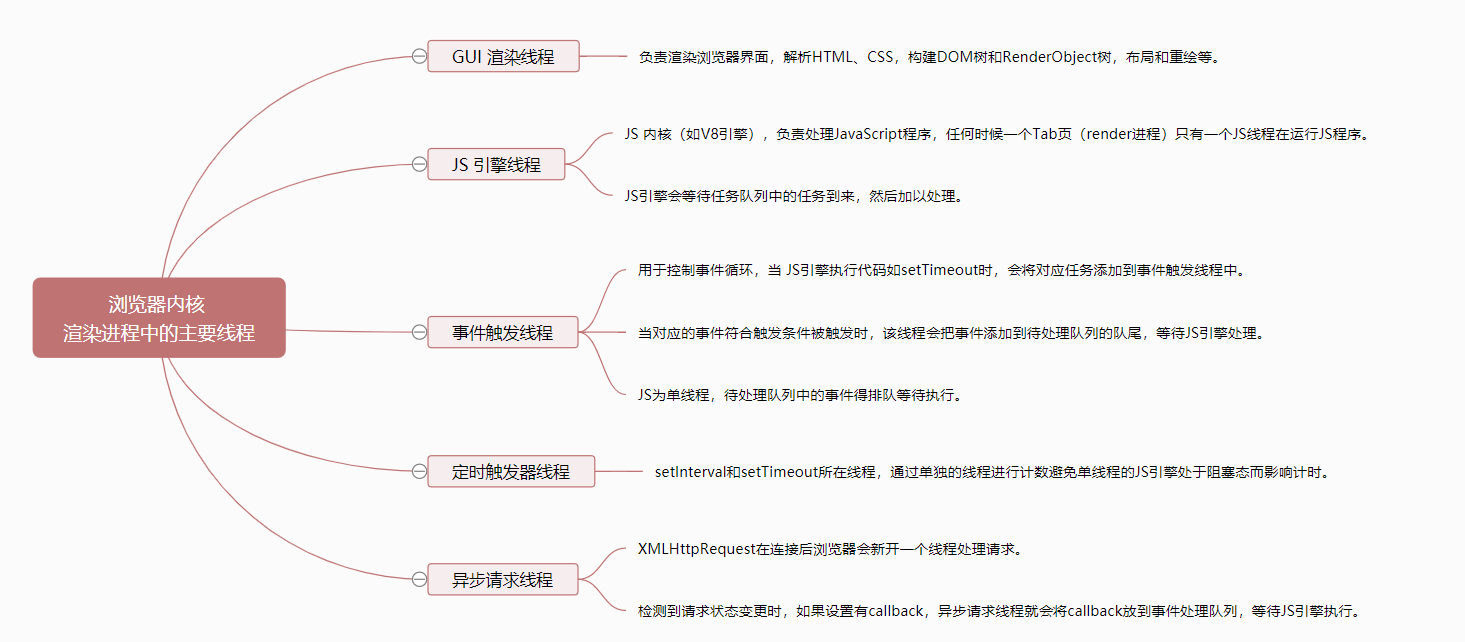 浏览器内核
渲染进程中的主要线程
GUI 渲染线程
负责渲染浏览器界面，解析HTML、CSS，构建DOM树和RenderObject树，布局和重绘等。
JS 引擎线程
JS 内核（如V8引擎），负责处理JavaScript程序，任何时候一个Tab页（render进程）只有一个JS线程在运行JS程序。
JS引擎会等待任务队列中的任务到来，然后加以处理。
事件触发线程
用于控制事件循环，当 JS引擎执行代码如setTimeout时，会将对应任务添加到事件触发线程中。
当对应的事件符合触发条件被触发时，该线程会把事件添加到待处理队列的队尾，等待JS引擎处理。
JS为单线程，待处理队列中的事件得排队等待执行。
定时触发器线程
setInterval和setTimeout所在线程，通过单独的线程进行计数避免单线程的JS引擎处于阻塞态而影响计时。
异步请求线程
XMLHttpRequest在连接后浏览器会新开一个线程处理请求。
检测到请求状态变更时，如果设置有callback，异步请求线程就会将callback放到事件处理队列，等待JS引擎执行。